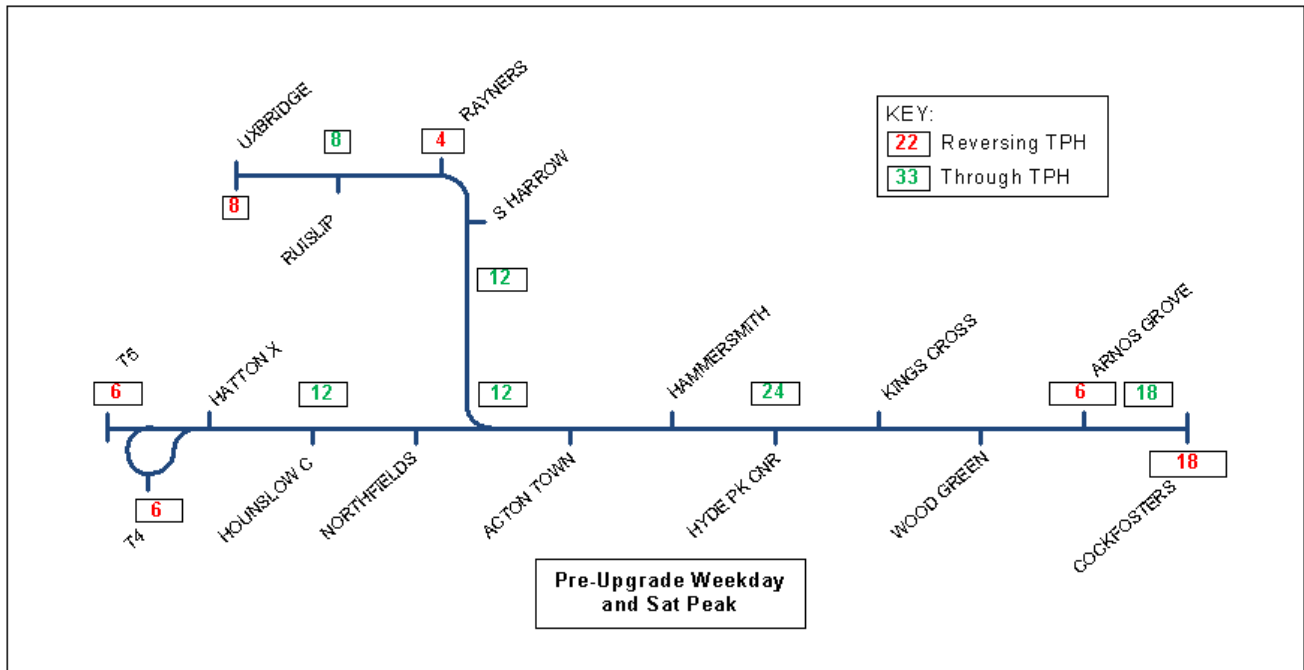 UXBRIDGE
8
4
RAYNERS
KEY:
22 Reversing TPH
33 Through TPH
8
RUISLIP
S HARROW
12
T5
6
HATTON X
12
12
HAMMERSMITH
24
KINGS CROSS
6
ARNOS GROVE
18
T4
6
HOUNSLOW C
NORTHFIELDS
ACTON TOWN
HYDE PK CNR
WOOD GREEN
18
COCKFOSTERS
Pre-Upgrade Weekday
and Sat Peak